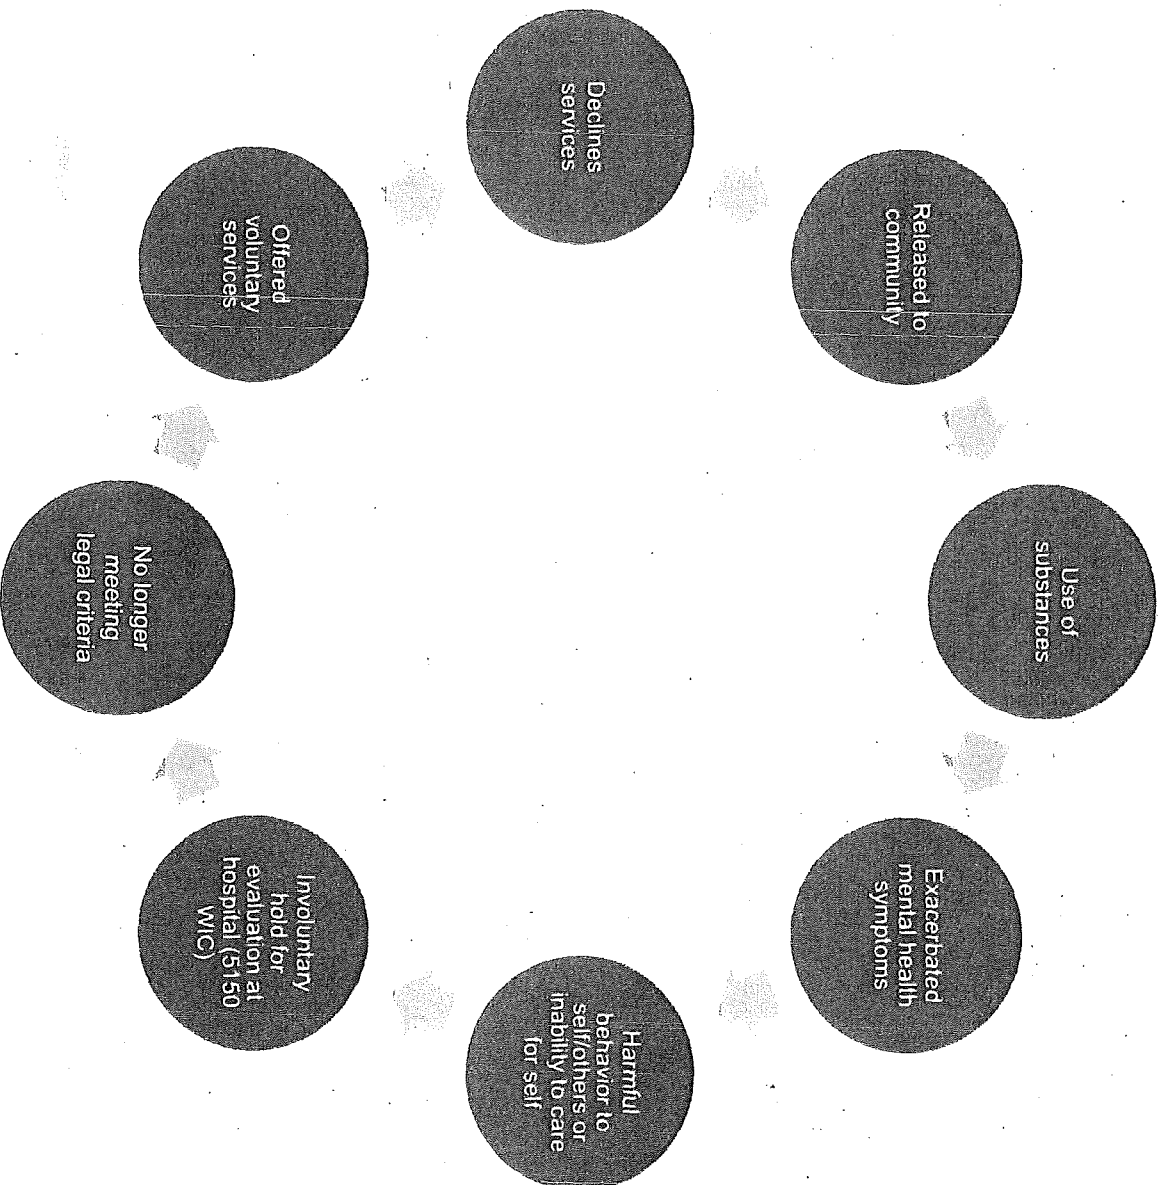 Use of
substances
Exacerbated
mental health
symptoms
Harmful
behavior to
self/others or
inability to care
for self
Involuntary
hold for
evaluation at
hospital (5150
WIC)
No longer
meeting
legal criteria
Offered
voluntary
services
Declines
services
Released to
community